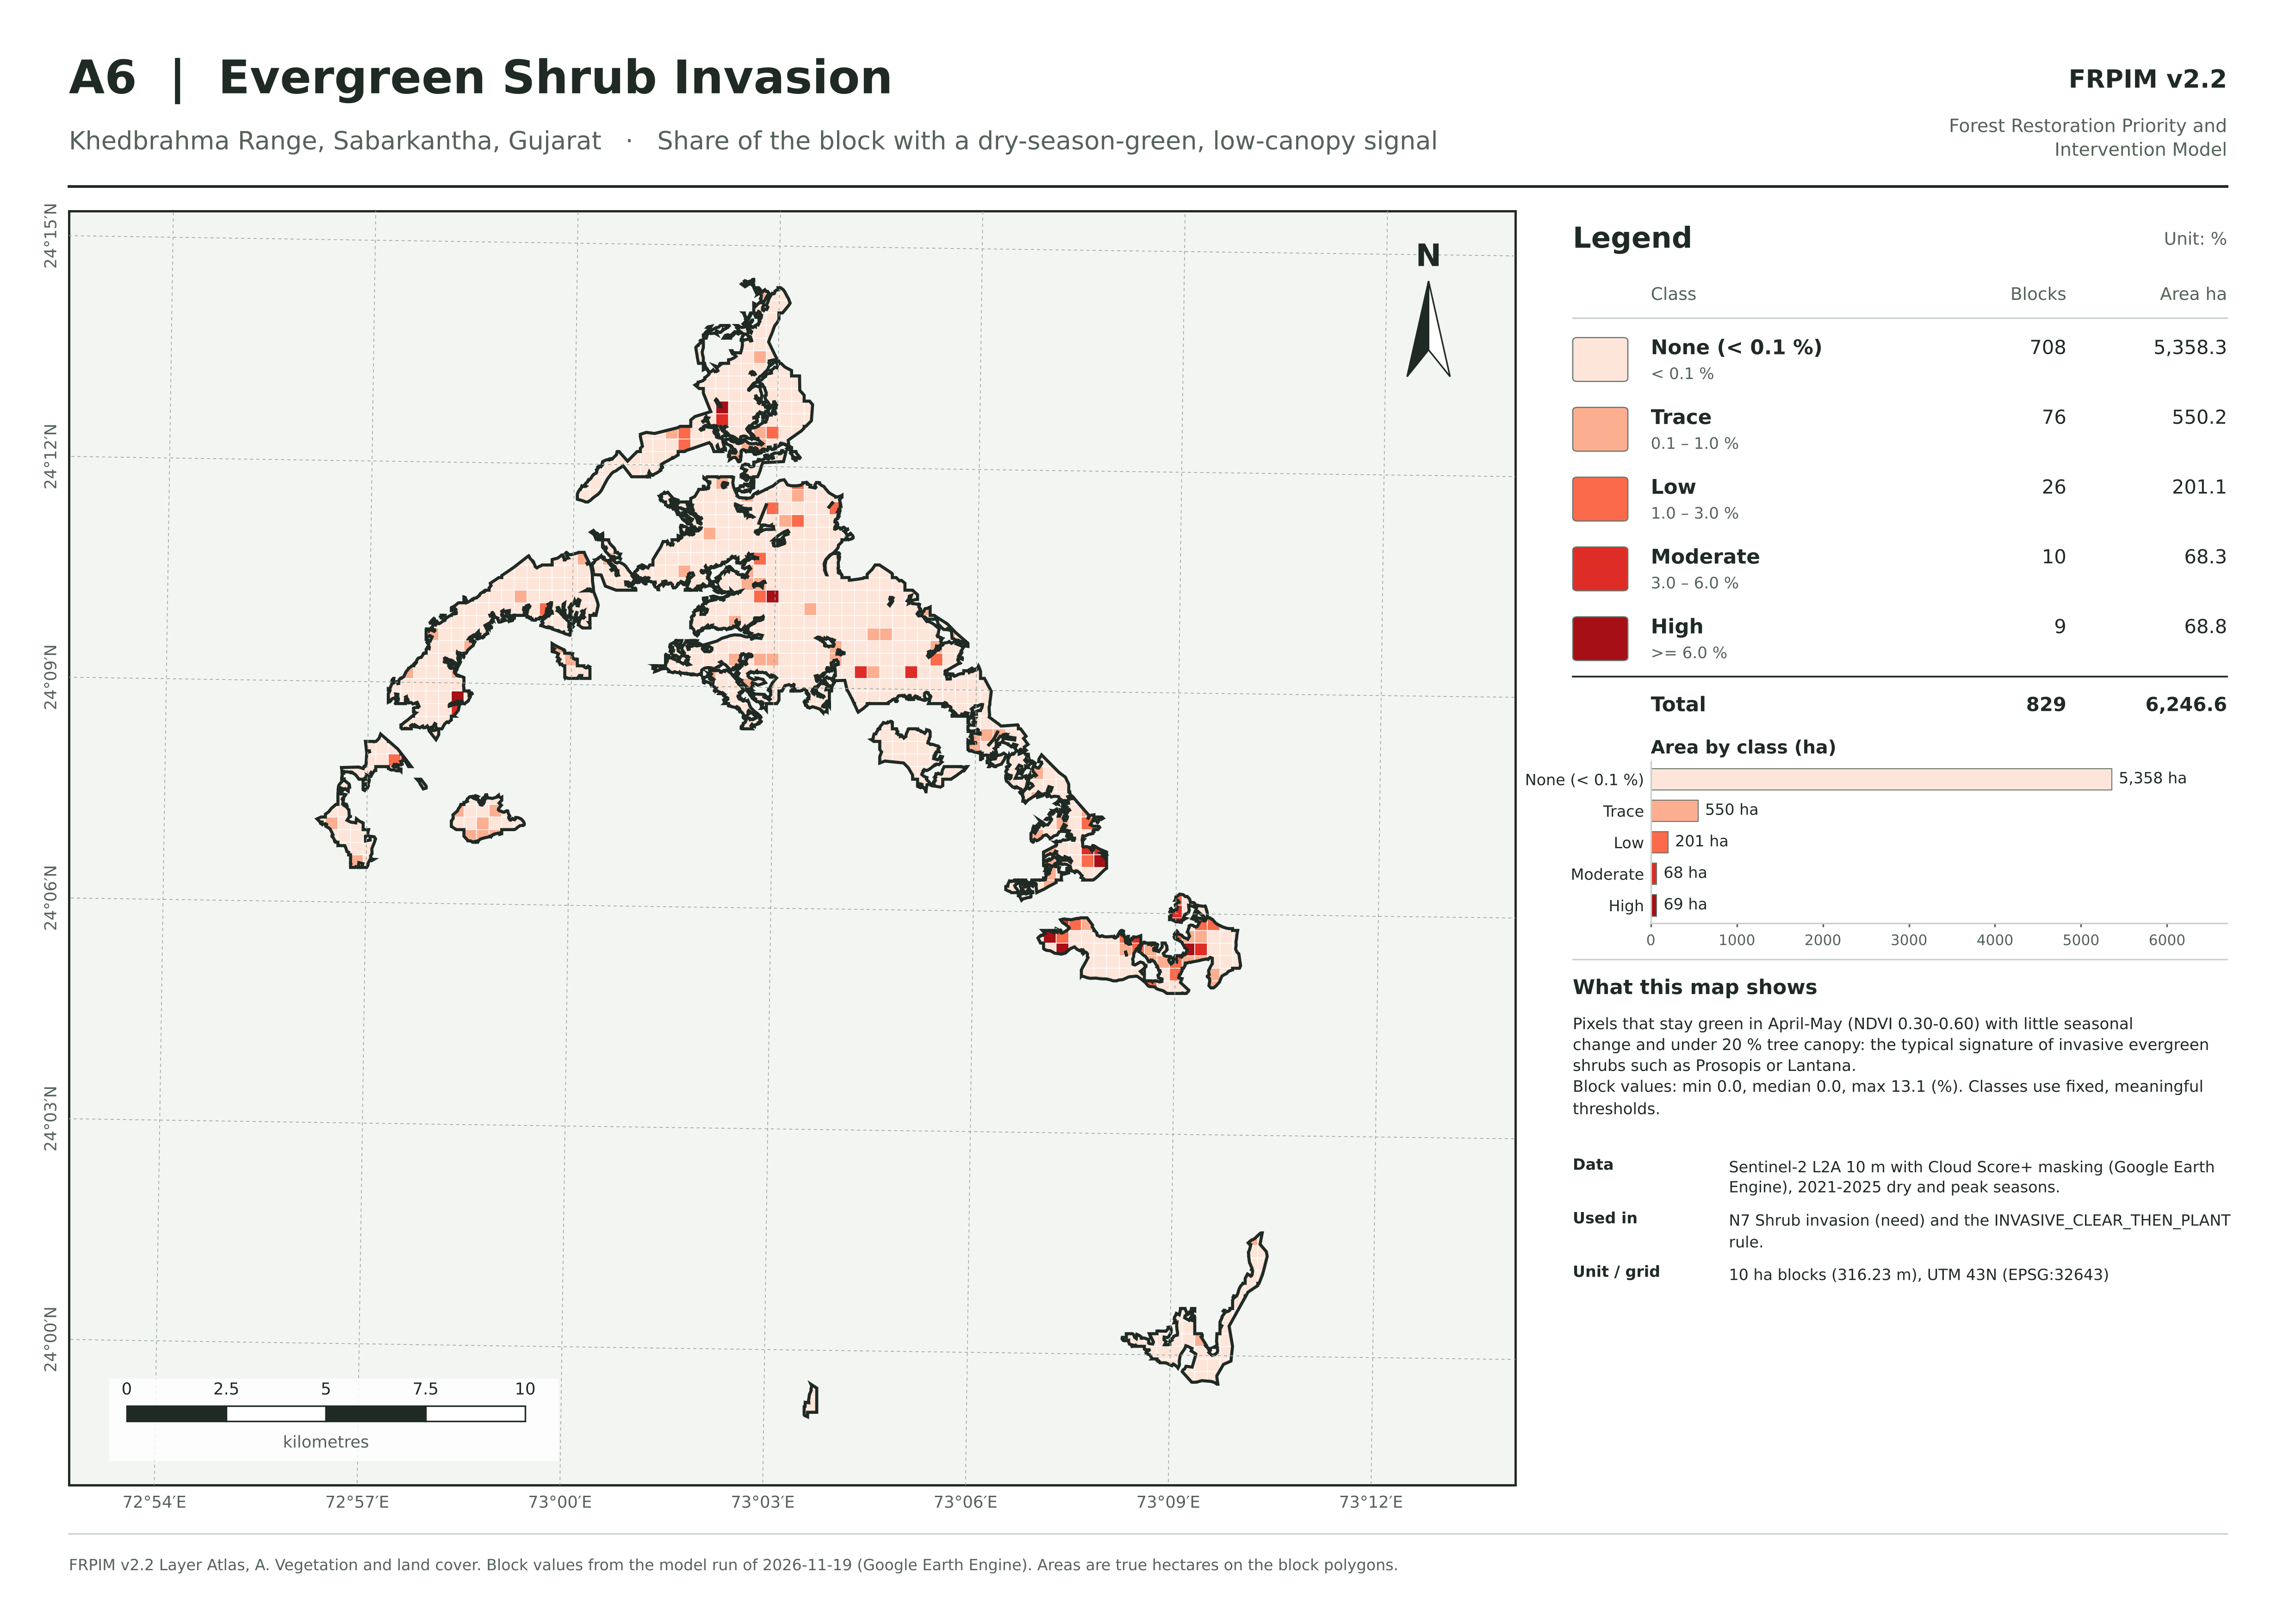 A6 | Evergreen Shrub Invasion
FRPIM v2.2
Khedbrahma Range, Sabarkantha, Gujarat · Share of the block with a dry-season-green, low-canopy signal
Forest Restoration Priority and
Intervention Model
24°15′N
24°12′N
24°09′N
24°06′N
24°03′N
24°00′N
N
0 2.5 5 7.5 10
kilometres
72°54′E 72°57′E 73°00′E 73°03′E 73°06′E 73°09′E 73°12′E
Legend Unit: %
Class Blocks Area ha
None (< 0.1 %) 708 5,358.3
< 0.1 %
Trace 76 550.2
0.1 – 1.0 %
Low 26 201.1
1.0 – 3.0 %
Moderate 10 68.3
3.0 – 6.0 %
High 9 68.8
>= 6.0 %
Total 829 6,246.6
Area by class (ha)
None (< 0.1 %) 5,358 ha
Trace 550 ha
Low 201 ha
Moderate 68 ha
High 69 ha
0 1000 2000 3000 4000 5000 6000
What this map shows
Pixels that stay green in April-May (NDVI 0.30-0.60) with little seasonal
change and under 20 % tree canopy: the typical signature of invasive evergreen
shrubs such as Prosopis or Lantana.
Block values: min 0.0, median 0.0, max 13.1 (%). Classes use fixed, meaningful
thresholds.
Data Sentinel-2 L2A 10 m with Cloud Score+ masking (Google Earth
Engine), 2021-2025 dry and peak seasons.
Used in N7 Shrub invasion (need) and the INVASIVE_CLEAR_THEN_PLANT
rule.
Unit / grid 10 ha blocks (316.23 m), UTM 43N (EPSG:32643)
FRPIM v2.2 Layer Atlas, A. Vegetation and land cover. Block values from the model run of 2026-11-19 (Google Earth Engine). Areas are true hectares on the block polygons.